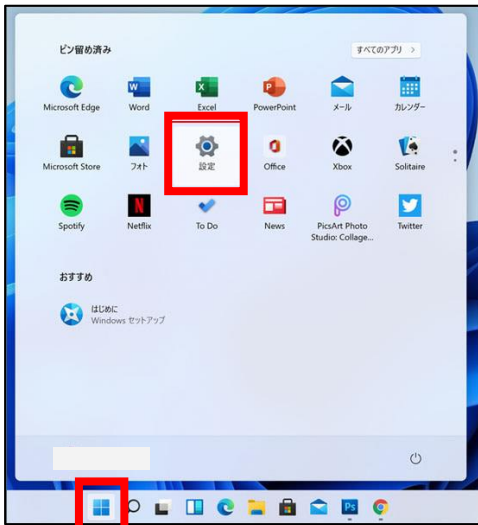 ピン留め済み
すべてのアプリ >
Microsoft Edge
Word
Excel
PowerPoint
メール
カレンダー
Microsoft Store
フォト
設定
Office
Xbox
Solitaire
Spotify
Netflix
To Do
News
PicsArt Photo
Studio: Collage...
Twitter
おすすめ
はじめに
Windows セットアップ